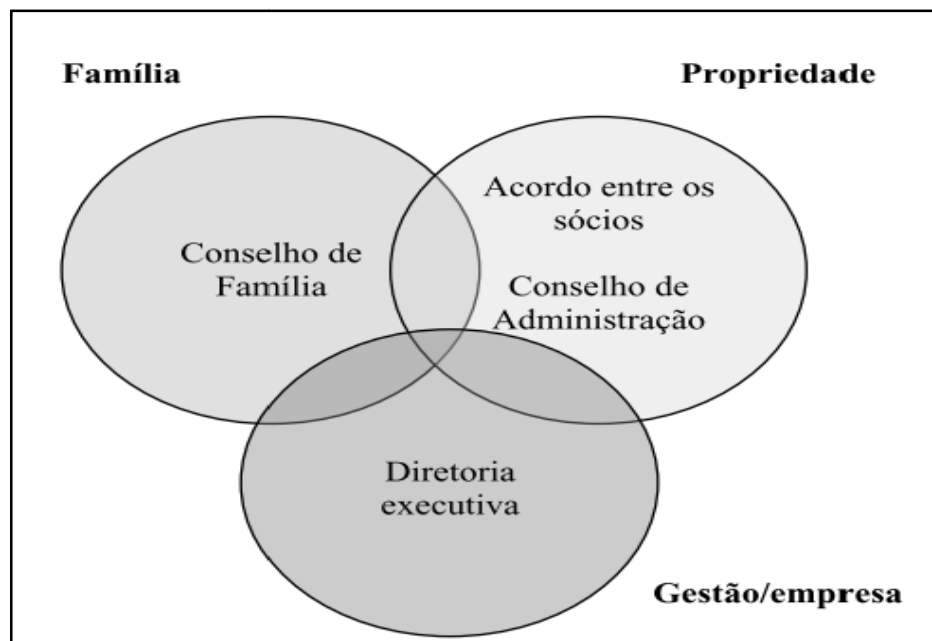 Família
Propriedade
Acordo entre os
sócios
Conselho de
Família
Conselho de
Administração
Diretoria
executiva
Gestão/empresa